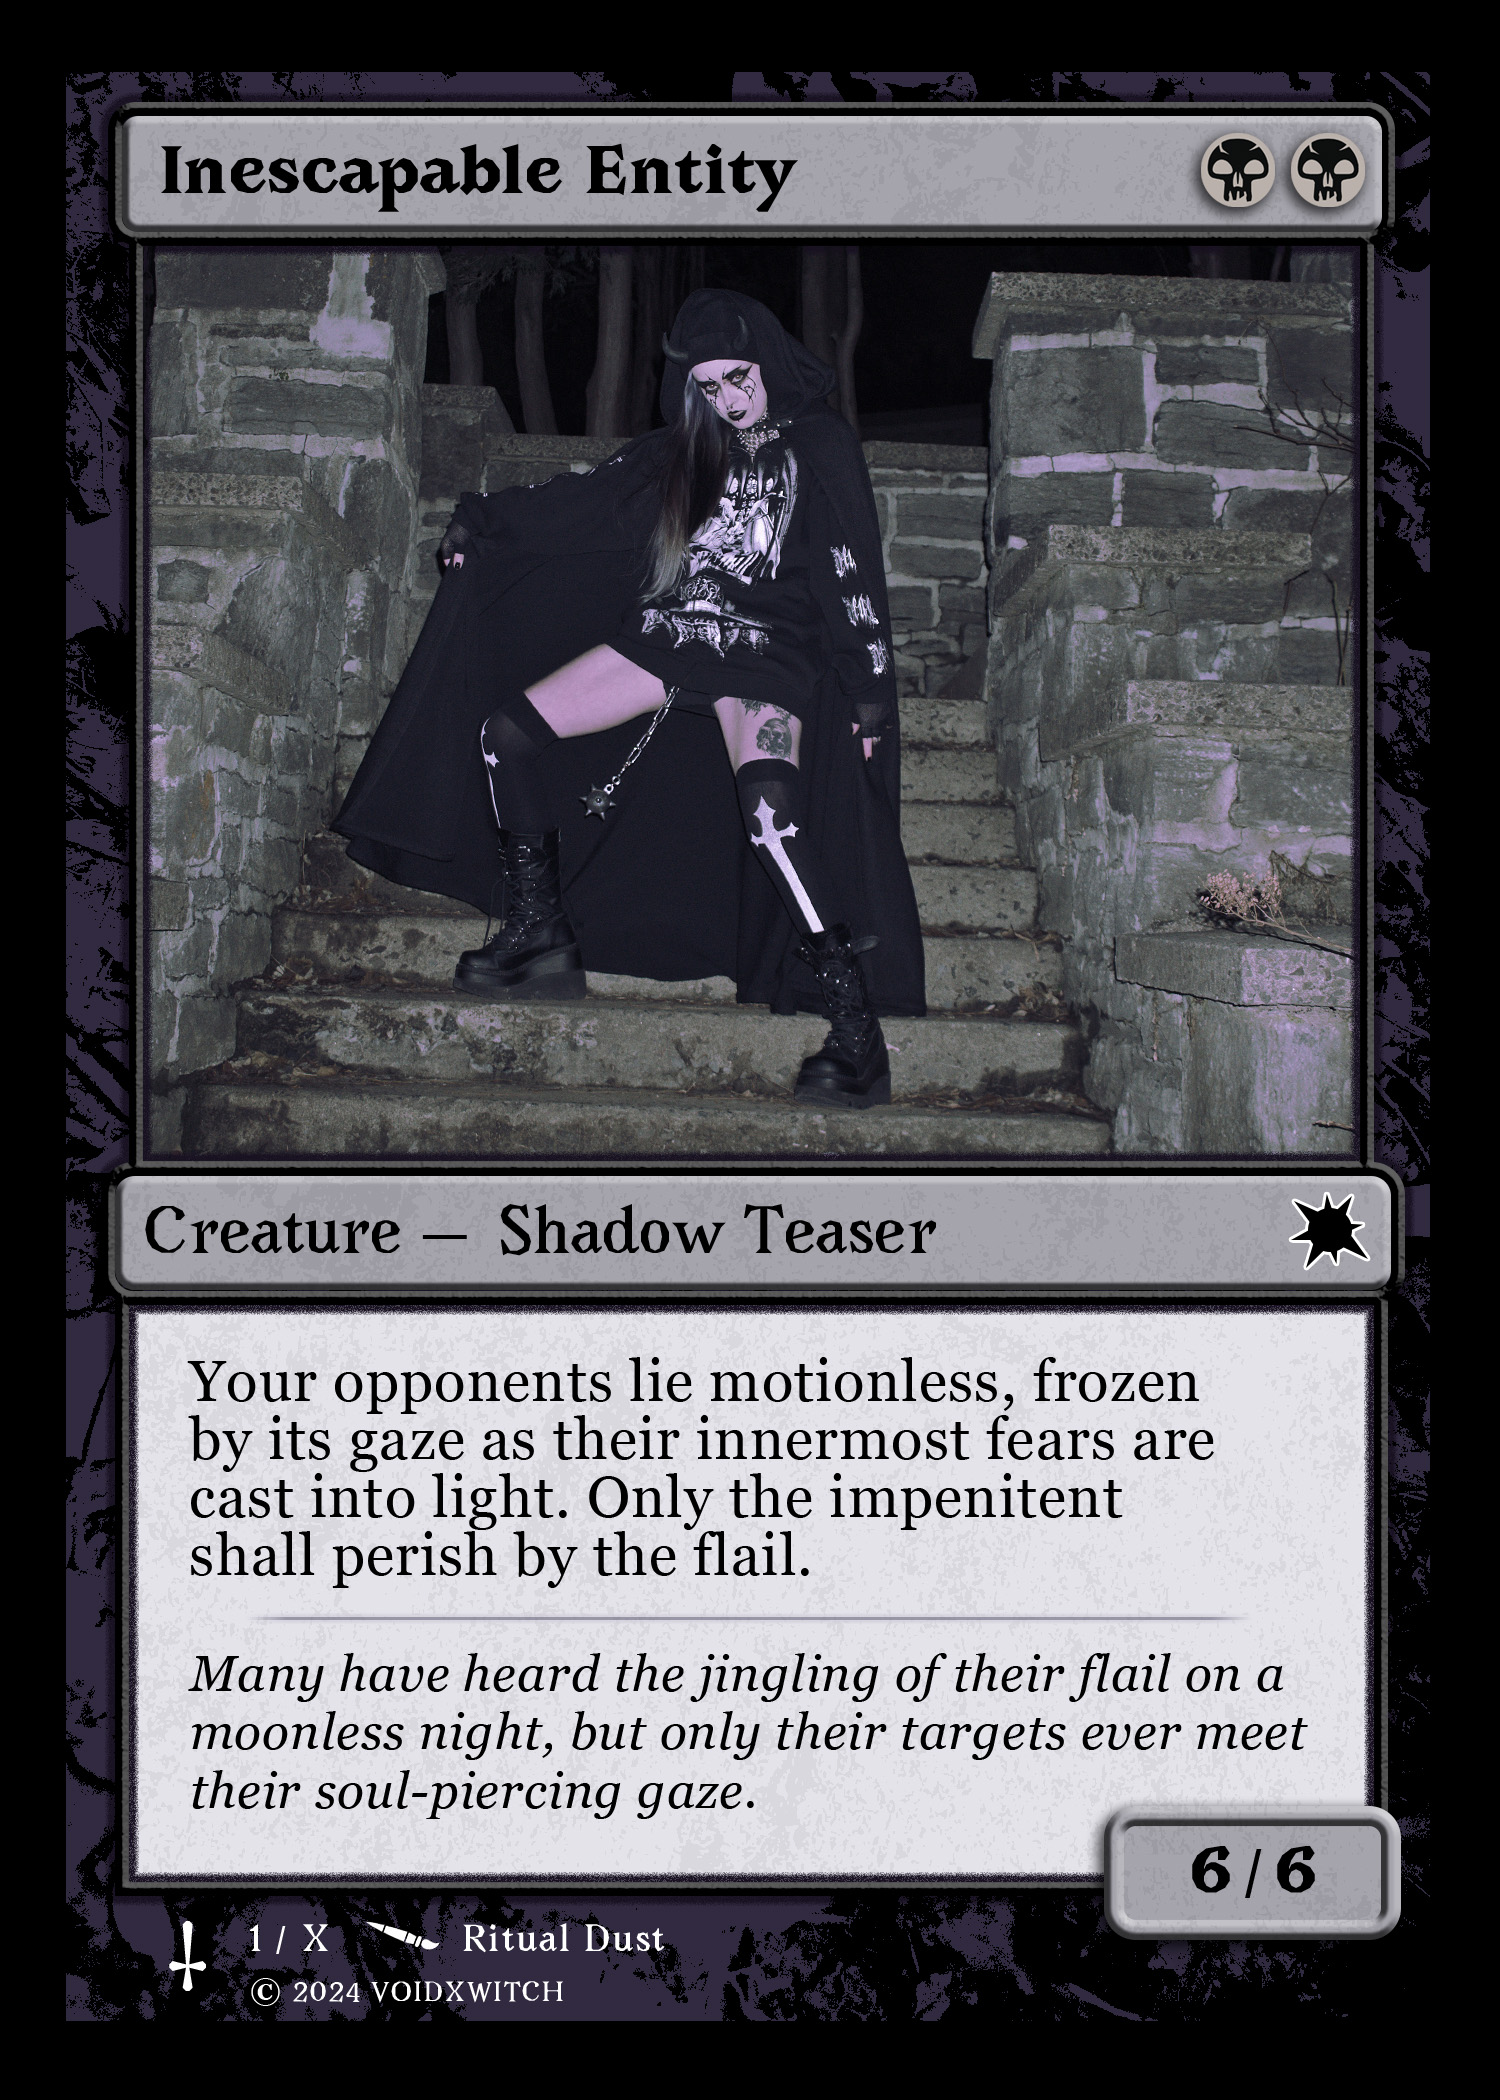 Inescapable Entity
Creature — Shadow Teaser
Your opponents lie motionless, frozen
by its gaze as their innermost fears are
cast into light. Only the impenitent
shall perish by the flail.
Many have heard the jingling of their flail on a
moonless night, but only their targets ever meet
their soul-piercing gaze.
6/6
1 / X Ritual Dust
© 2024 VOIDXWITCH